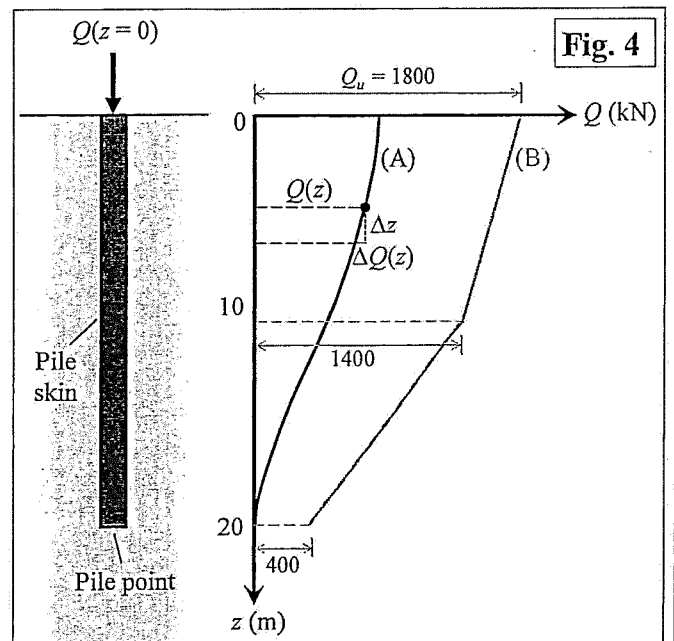 Q(z = 0)
Fig. 4
Q_u = 1800
0
Q (kN)
(A)
(B)
Q(z)
Δz
ΔQ(z)
10
1400
Pile
skin
20
400
Pile point
z (m)